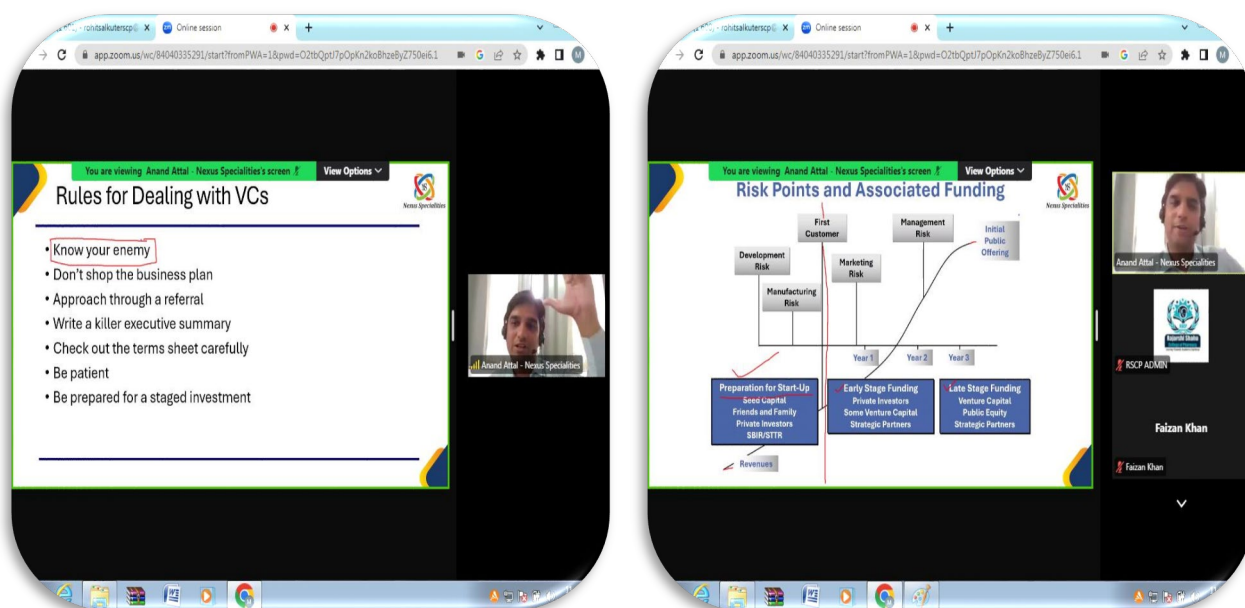 rohitsalkuterscp@
Online session
app.zoom.us/wc/84040335291/start?fromPWA=1&pwd=O2tbQptJ7pOpKn2koBhzeByZ750ei6.1
M
You are viewing Anand Attal - Nexus Specialities's screen
View Options
Rules for Dealing with VCs
Nexus Specialities
• Know your enemy
• Don't shop the business plan
• Approach through a referral
• Write a killer executive summary
• Check out the terms sheet carefully
• Be patient
• Be prepared for a staged investment
Anand Attal - Nexus Specialities
rohitsalkuterscp@
Online session
app.zoom.us/wc/84040335291/start?fromPWA=1&pwd=O2tbQptJ7pOpKn2koBhzeByZ750ei6.1
M
You are viewing Anand Attal - Nexus Specialities's screen
View Options
Risk Points and Associated Funding
Nexus Specialities
First
Customer
Management
Risk
Initial
Public
Offering
Development
Risk
Marketing
Risk
Manufacturing
Risk
Year 1
Year 2
Year 3
Preparation for Start-Up
Seed Capital
Friends and Family
Private Investors
SBIR/STTR
Early Stage Funding
Private Investors
Some Venture Capital
Strategic Partners
Late Stage Funding
Venture Capital
Public Equity
Strategic Partners
Revenues
Anand Attal - Nexus Specialities
Rajarshi Shahu
College of Pharmacy
RSCP ADMIN
Faizan Khan
Faizan Khan